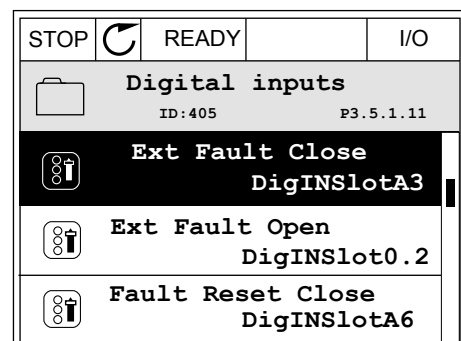 STOP READY I/O
Digital inputs
ID:405 P3.5.1.11
Ext Fault Close
DigINSlotA3
Ext Fault Open
DigINSlot0.2
Fault Reset Close
DigINSlotA6